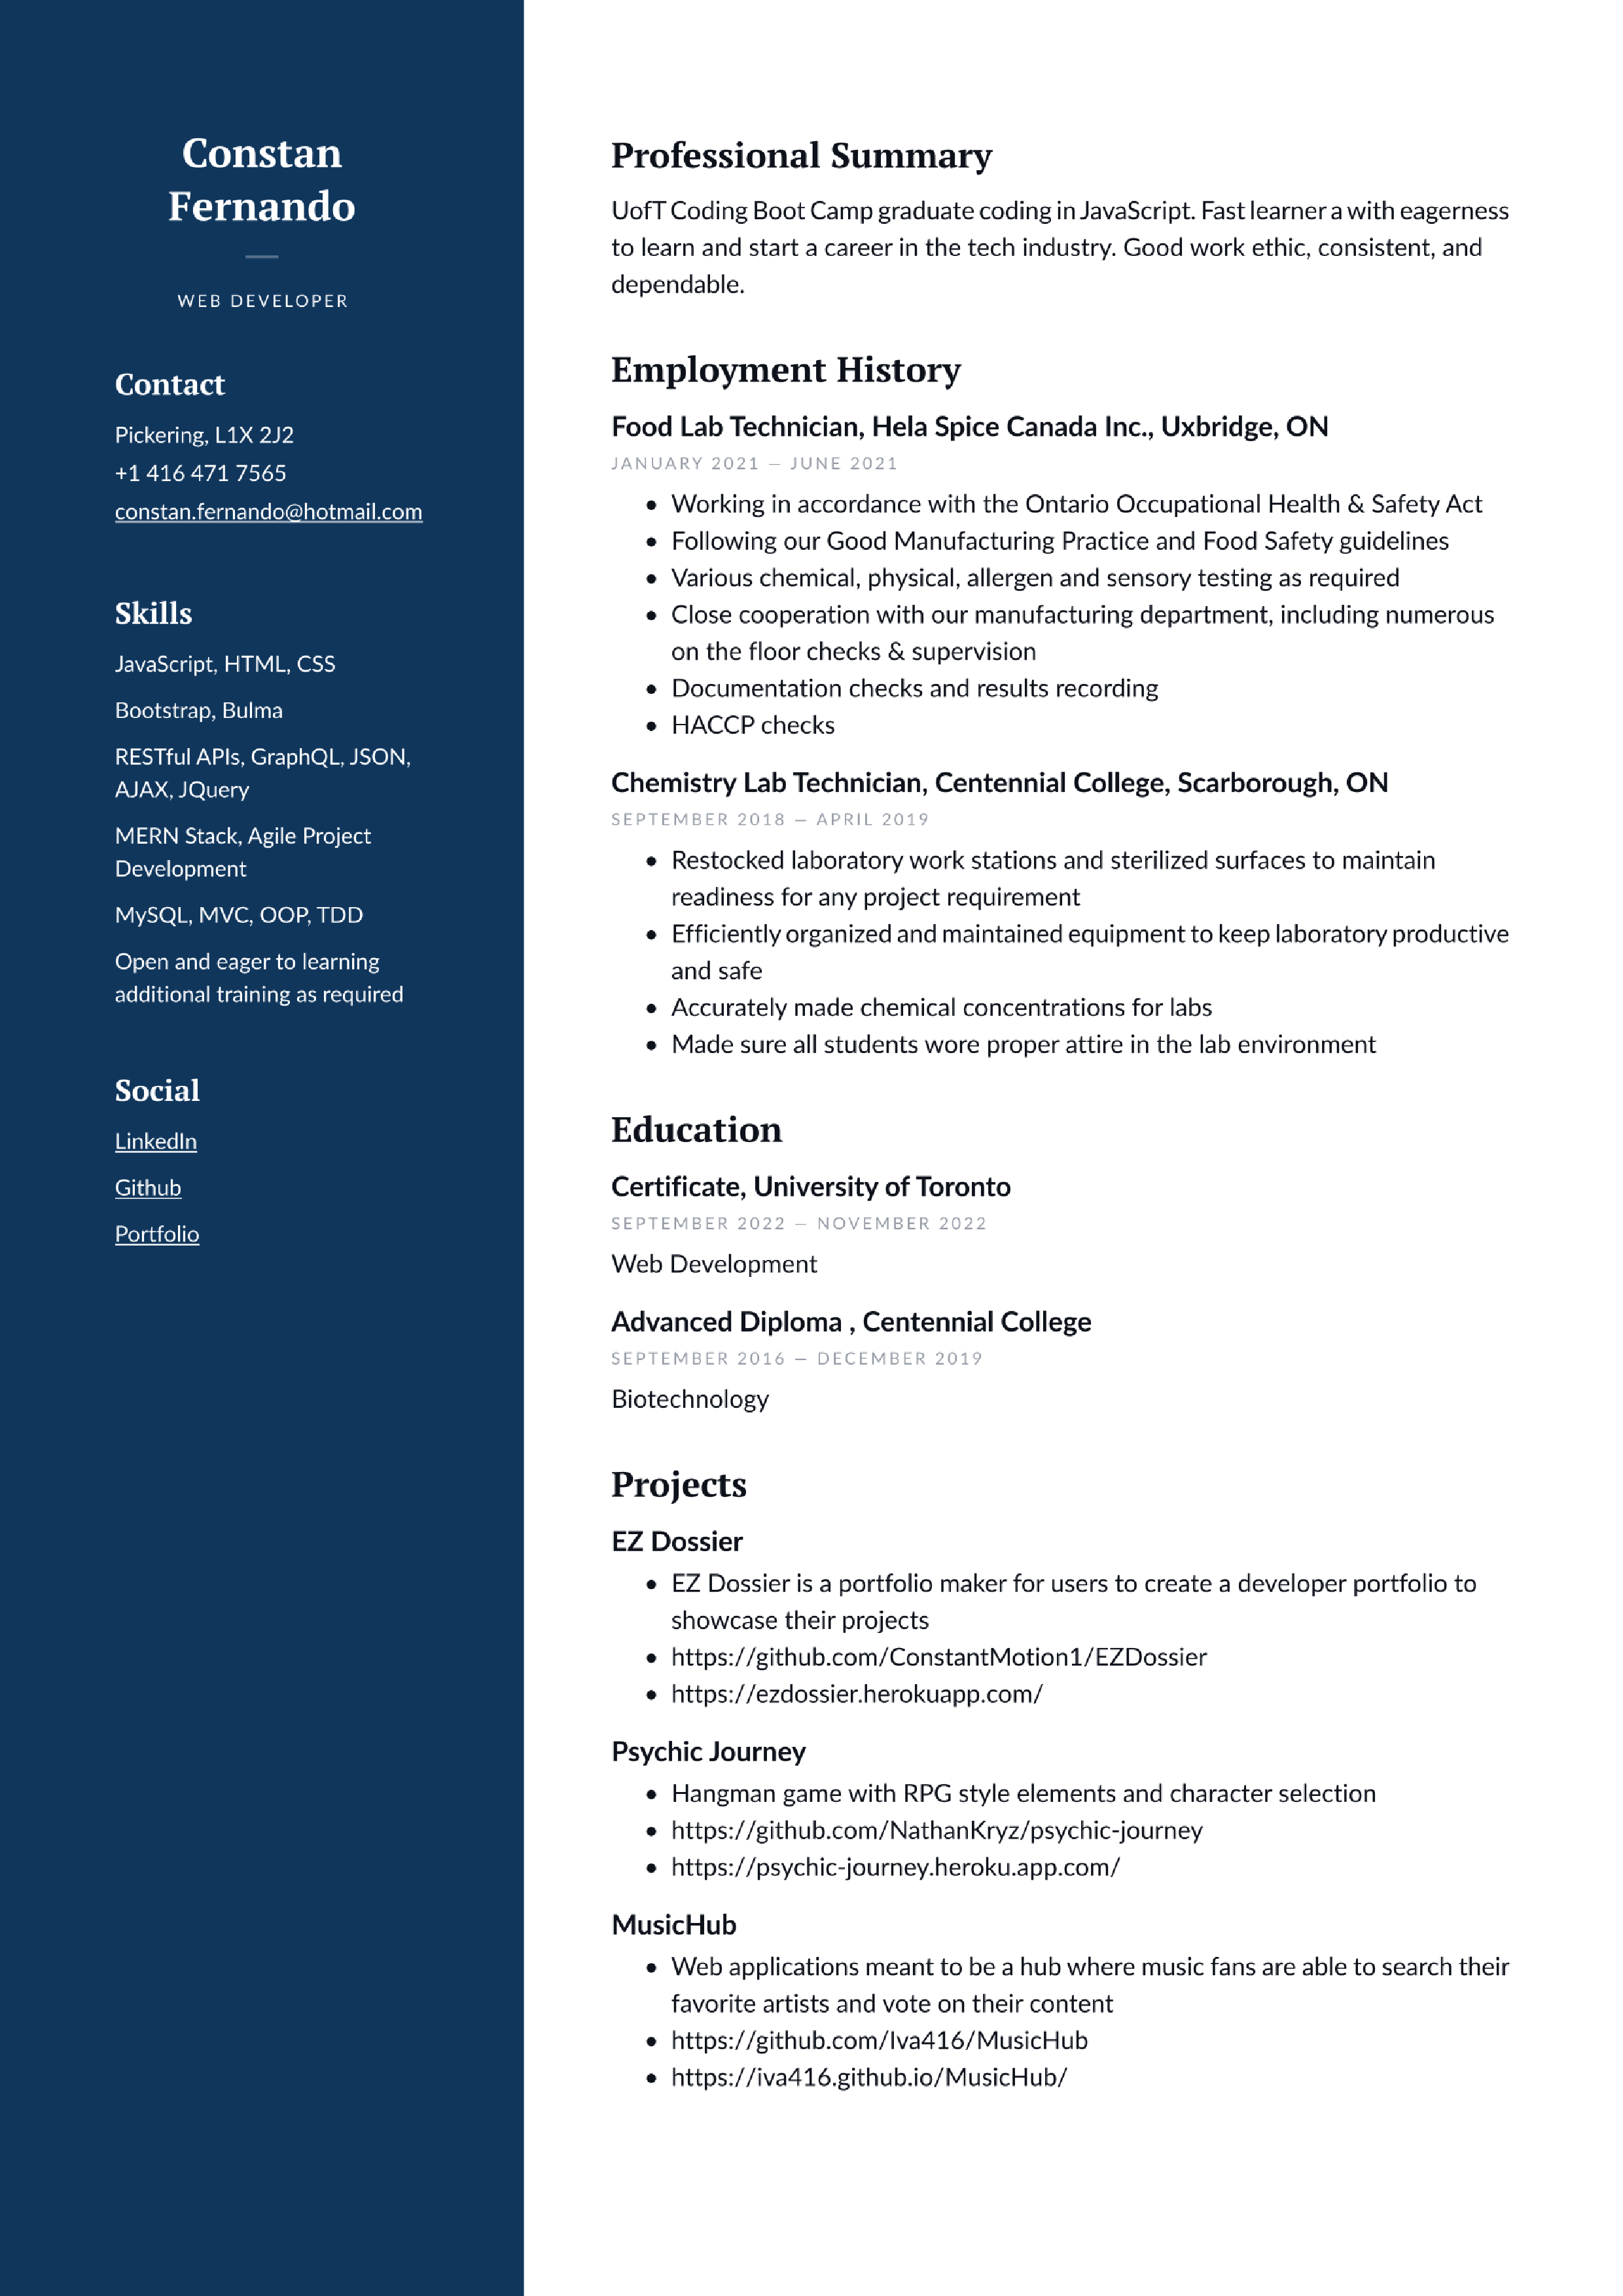 Constan
Fernando
WEB DEVELOPER
Contact
Pickering, L1X 2J2
+1 416 471 7565
constan.fernando@hotmail.com
Skills
JavaScript, HTML, CSS
Bootstrap, Bulma
RESTful APIs, GraphQL, JSON,
AJAX, JQuery
MERN Stack, Agile Project
Development
MySQL, MVC, OOP, TDD
Open and eager to learning
additional training as required
Social
LinkedIn
Github
Portfolio
Professional Summary
UofT Coding Boot Camp graduate coding in JavaScript. Fast learner a with eagerness
to learn and start a career in the tech industry. Good work ethic, consistent, and
dependable.
Employment History
Food Lab Technician, Hela Spice Canada Inc., Uxbridge, ON
JANUARY 2021 — JUNE 2021
• Working in accordance with the Ontario Occupational Health & Safety Act
• Following our Good Manufacturing Practice and Food Safety guidelines
• Various chemical, physical, allergen and sensory testing as required
• Close cooperation with our manufacturing department, including numerous
on the floor checks & supervision
• Documentation checks and results recording
• HACCP checks
Chemistry Lab Technician, Centennial College, Scarborough, ON
SEPTEMBER 2018 — APRIL 2019
• Restocked laboratory work stations and sterilized surfaces to maintain
readiness for any project requirement
• Efficiently organized and maintained equipment to keep laboratory productive
and safe
• Accurately made chemical concentrations for labs
• Made sure all students wore proper attire in the lab environment
Education
Certificate, University of Toronto
SEPTEMBER 2022 — NOVEMBER 2022
Web Development
Advanced Diploma , Centennial College
SEPTEMBER 2016 — DECEMBER 2019
Biotechnology
Projects
EZ Dossier
• EZ Dossier is a portfolio maker for users to create a developer portfolio to
showcase their projects
• https://github.com/ConstantMotion1/EZDossier
• https://ezdossier.herokuapp.com/
Psychic Journey
• Hangman game with RPG style elements and character selection
• https://github.com/NathanKryz/psychic-journey
• https://psychic-journey.heroku.app.com/
MusicHub
• Web applications meant to be a hub where music fans are able to search their
favorite artists and vote on their content
• https://github.com/Iva416/MusicHub
• https://iva416.github.io/MusicHub/